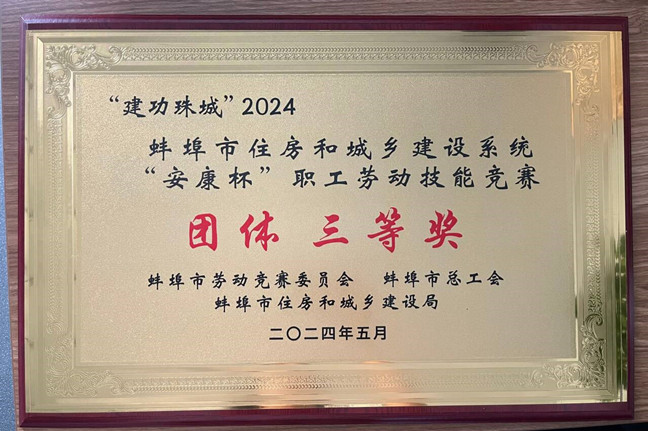 “建功珠城”2024
蚌埠市住房和城乡建设系统
“安康杯”职工劳动技能竞赛
团体 三等奖
蚌埠市劳动竞赛委员会 蚌埠市总工会
蚌埠市住房和城乡建设局
二〇二四年五月